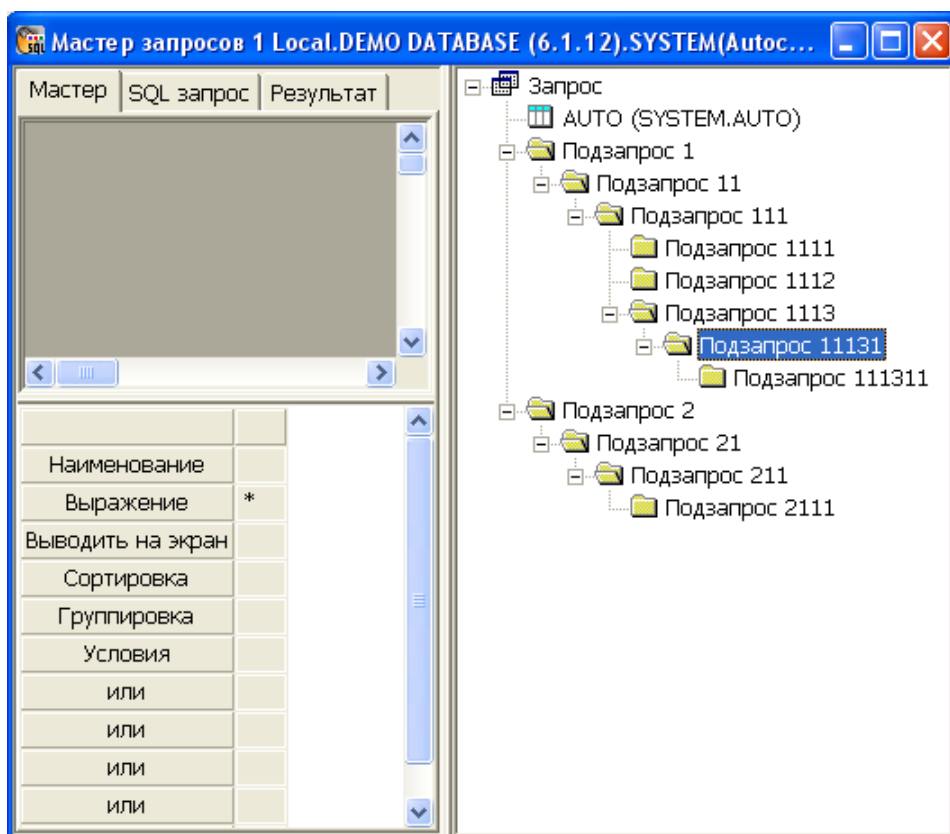 Мастер запросов 1 Local.DEMO DATABASE (6.1.12).SYSTEM(Autoc...
Мастер
SQL запрос
Результат
Наименование
Выражение *
Выводить на экран
Сортировка
Группировка
Условия
или
или
или
или
Запрос
AUTO (SYSTEM.AUTO)
Подзапрос 1
Подзапрос 11
Подзапрос 111
Подзапрос 1111
Подзапрос 1112
Подзапрос 1113
Подзапрос 11131
Подзапрос 111311
Подзапрос 2
Подзапрос 21
Подзапрос 211
Подзапрос 2111